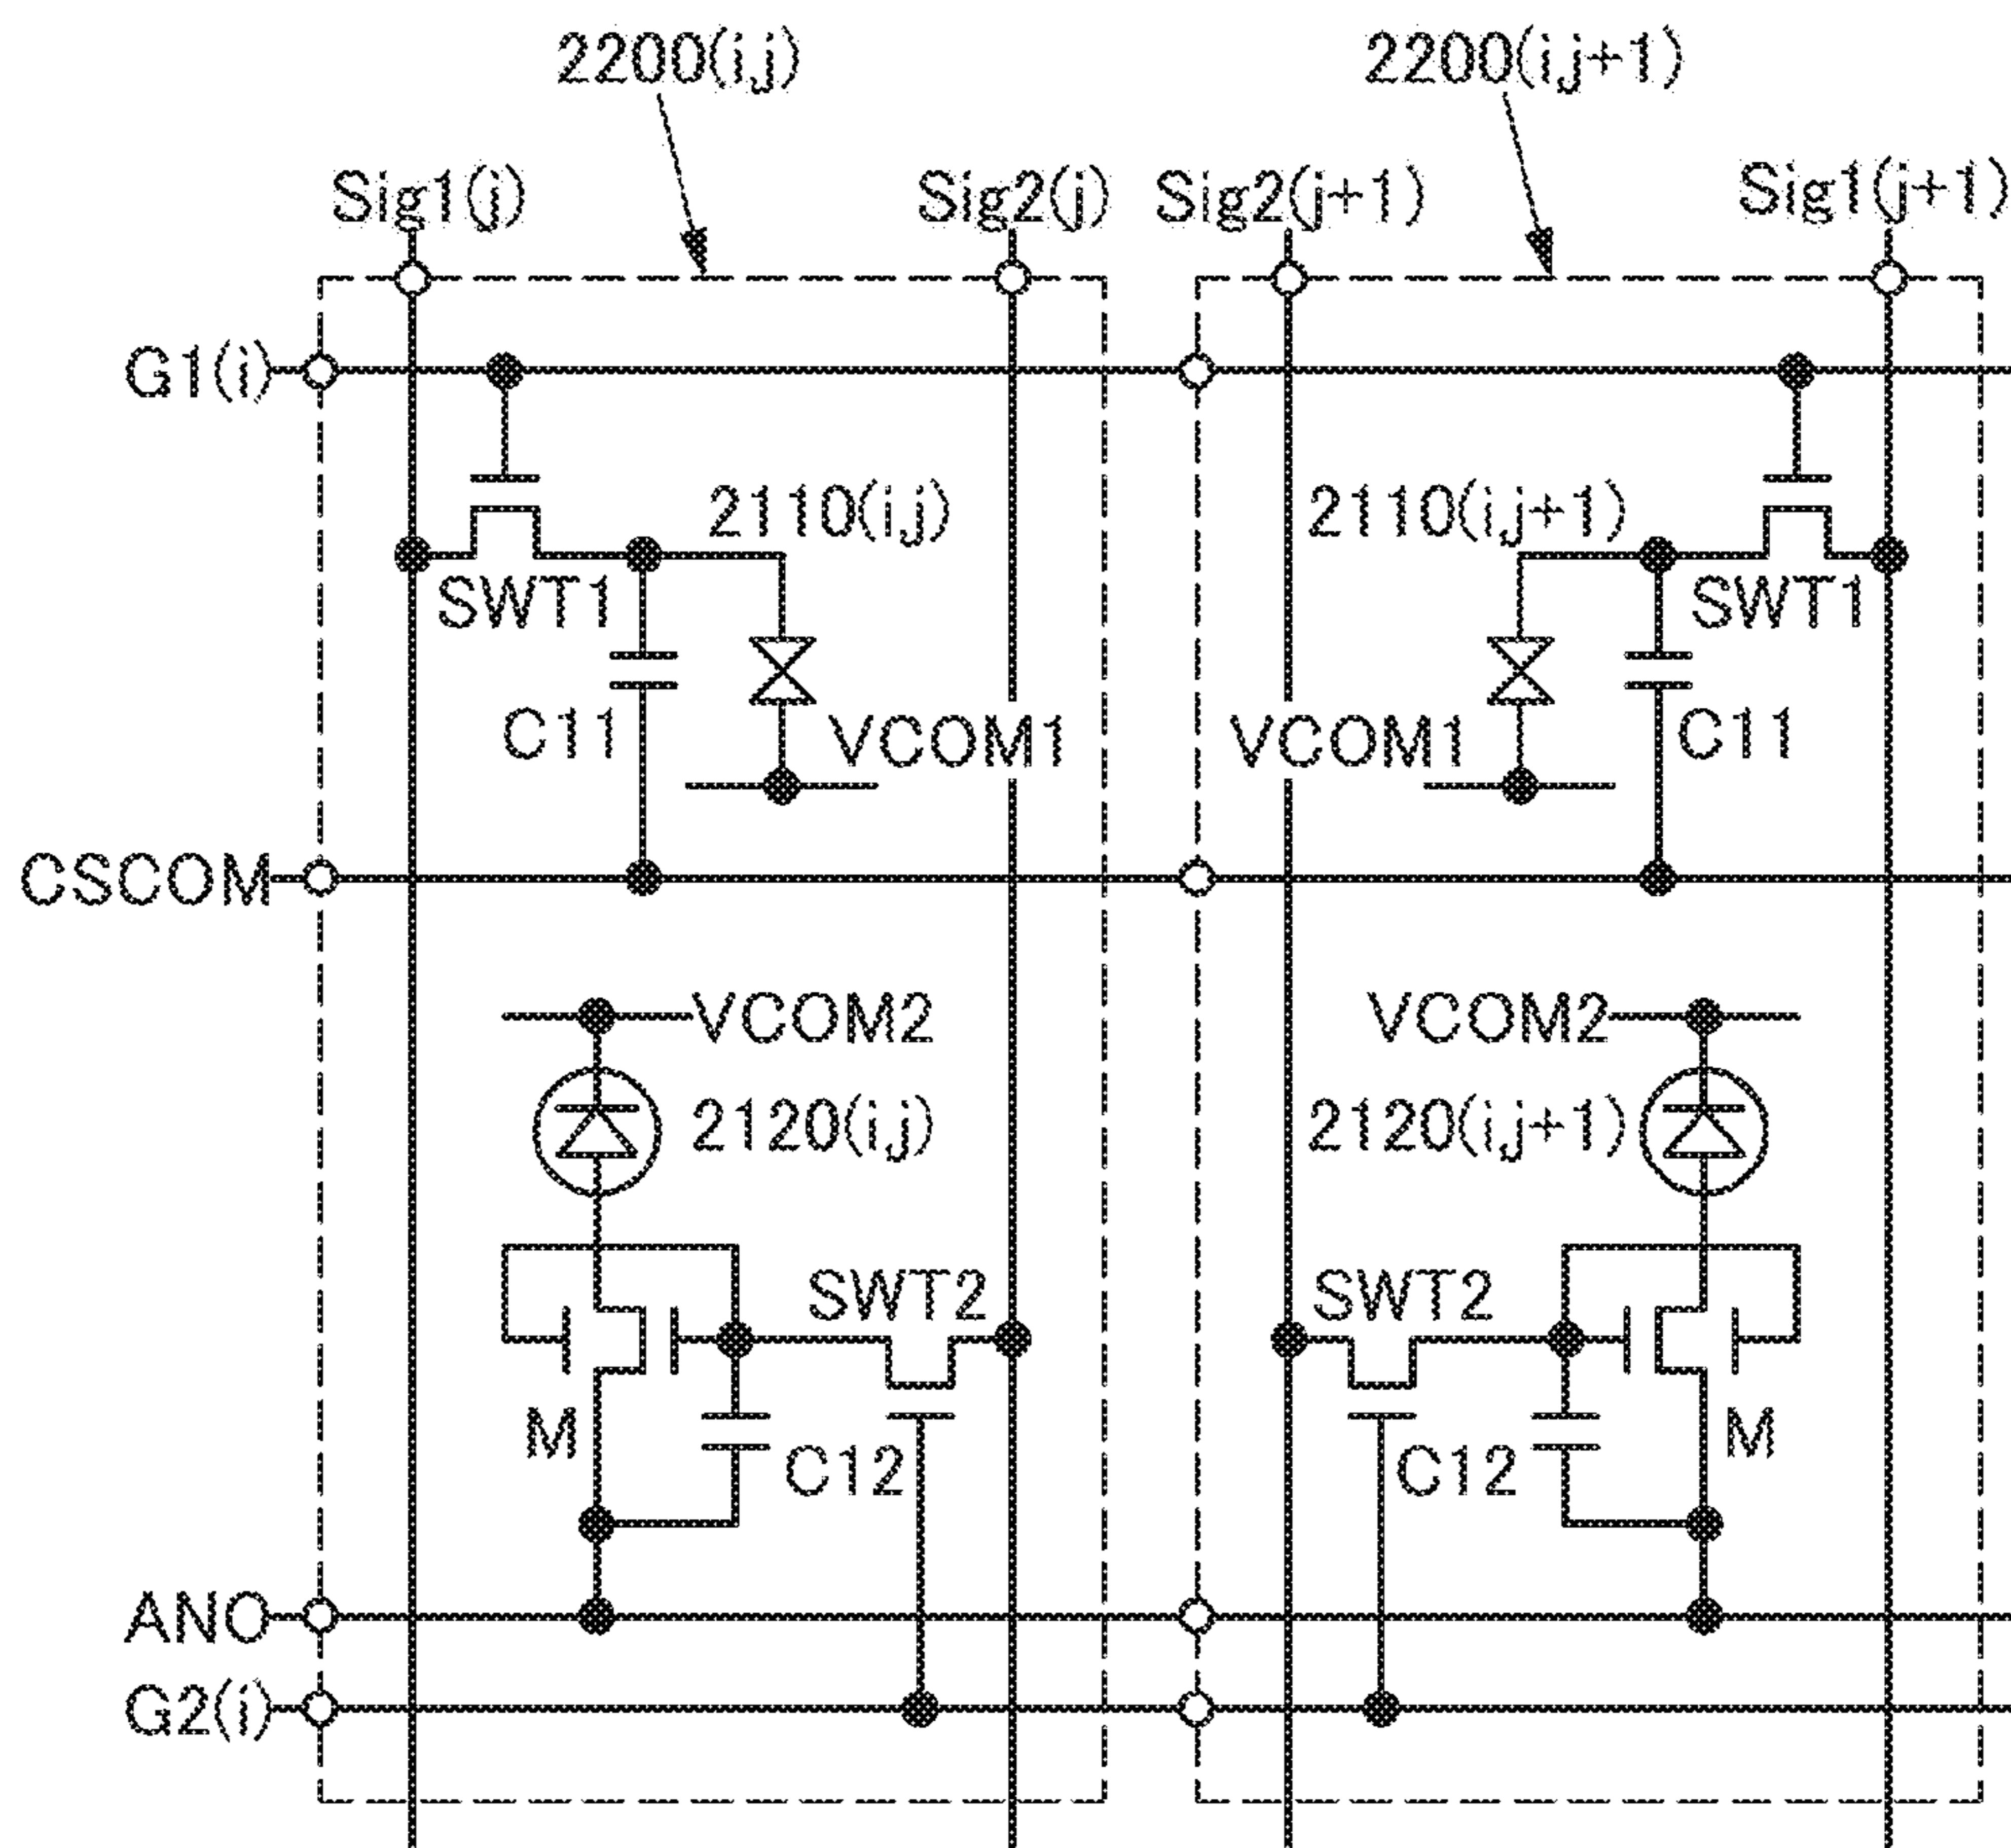 2200(i,j)
2200(i,j+1)
Sig1(j)
Sig2(j)
Sig2(j+1)
Sig1(j+1)
G1(i)
2110(i,j)
2110(i,j+1)
SWT1
SWT1
C11
VCOM1
VCOM1
C11
CSCOM
VCOM2
VCOM2
2120(i,j)
2120(i,j+1)
SWT2
SWT2
M
C12
C12
M
ANO
G2(i)